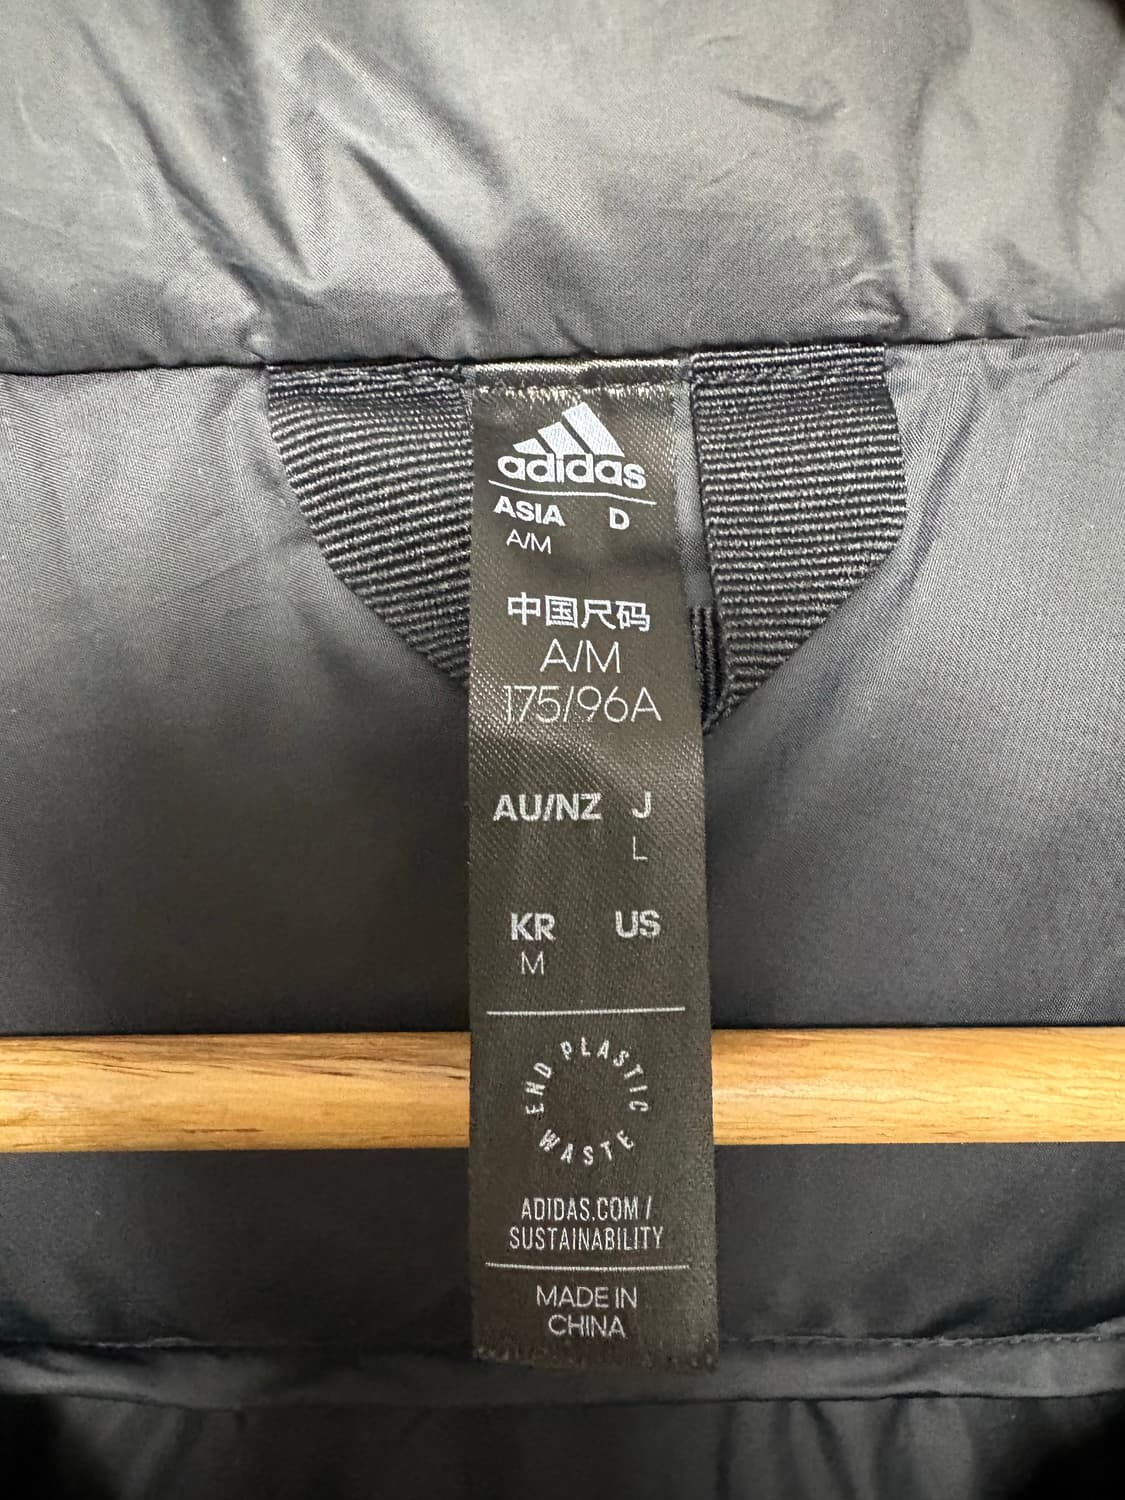 adidas
ASIA D
A/M
中国尺码
A/M
175/96A
AU/NZ J
L
KR US
M
END PLASTIC WASTE
ADIDAS.COM /
SUSTAINABILITY
MADE IN
CHINA